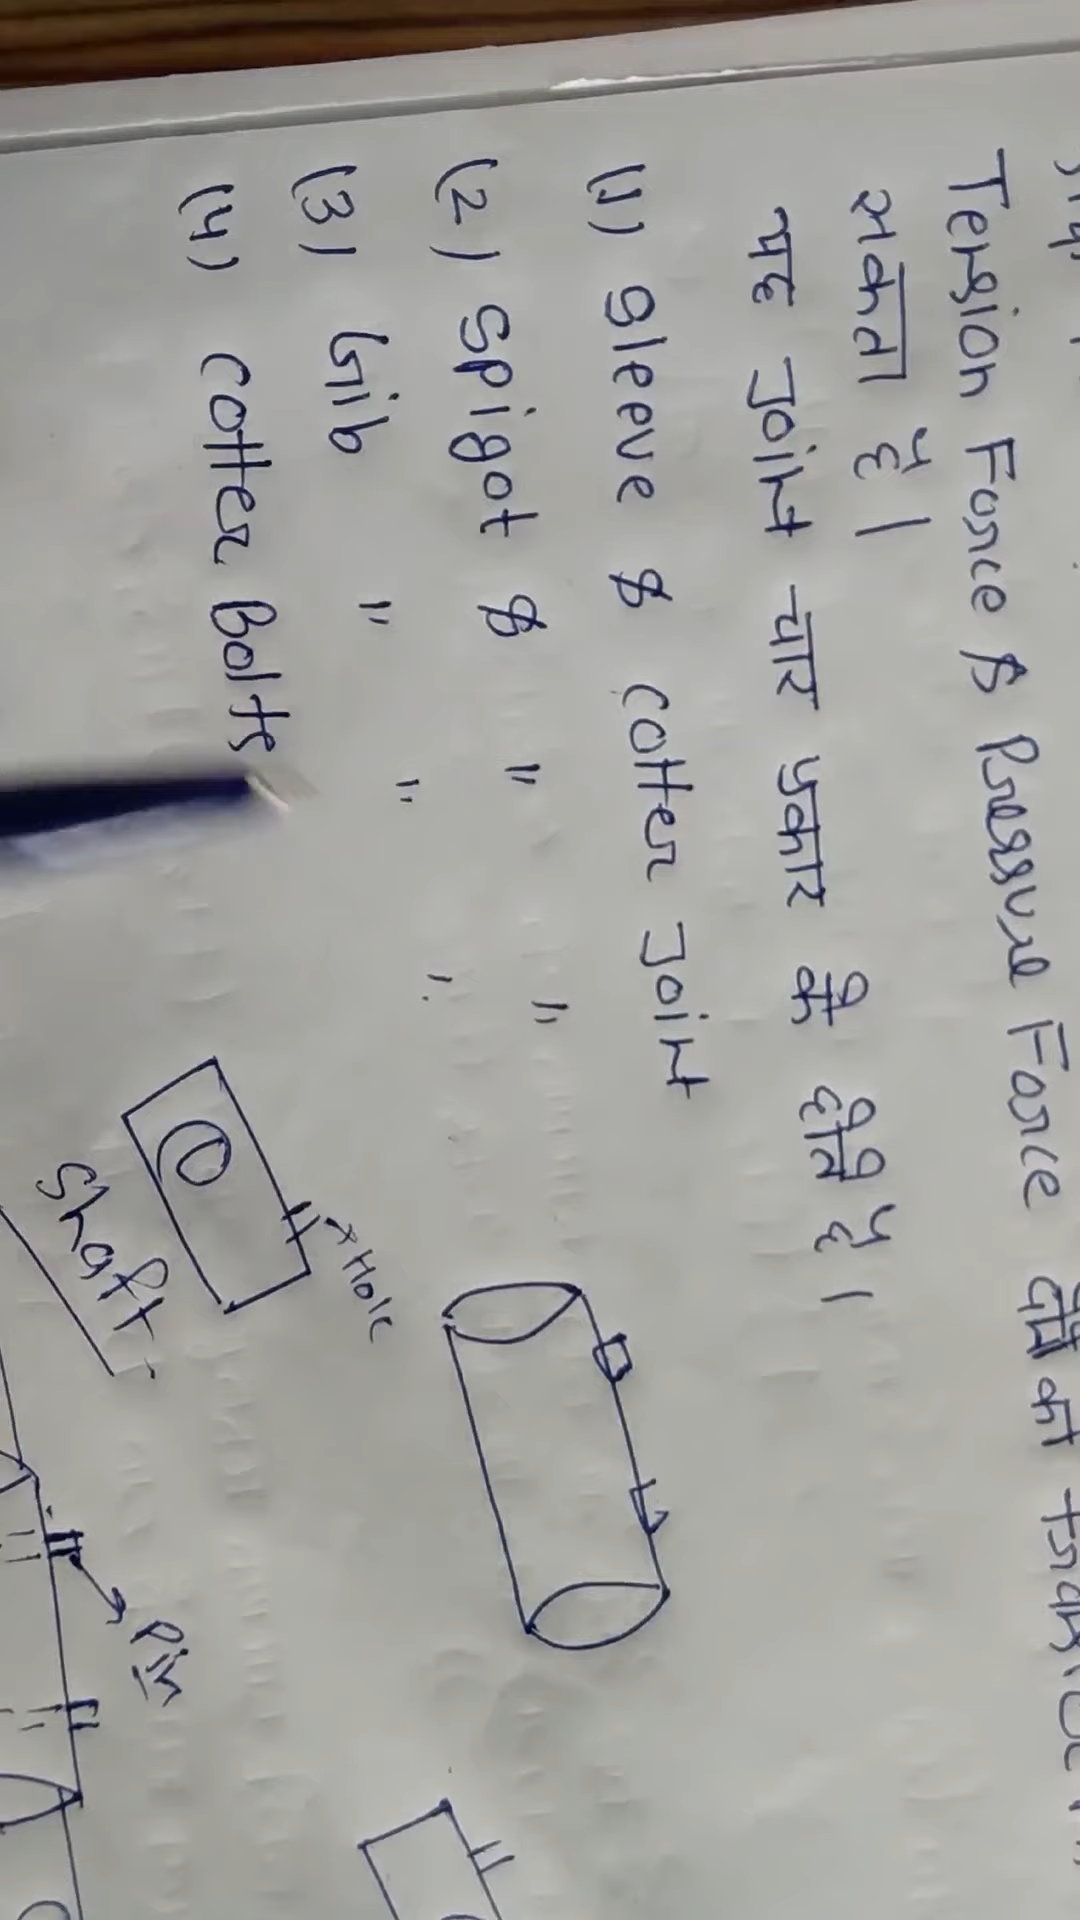 Tension Force & Pressure Force दोनों को
सकता है।
यह Joint चार प्रकार के होते है।
(1) Sleeve & Cotter Joint
(2) Spigot & " "
(3) Gib " " "
(4) Cotter Bolts
Hole
Shaft
Pin